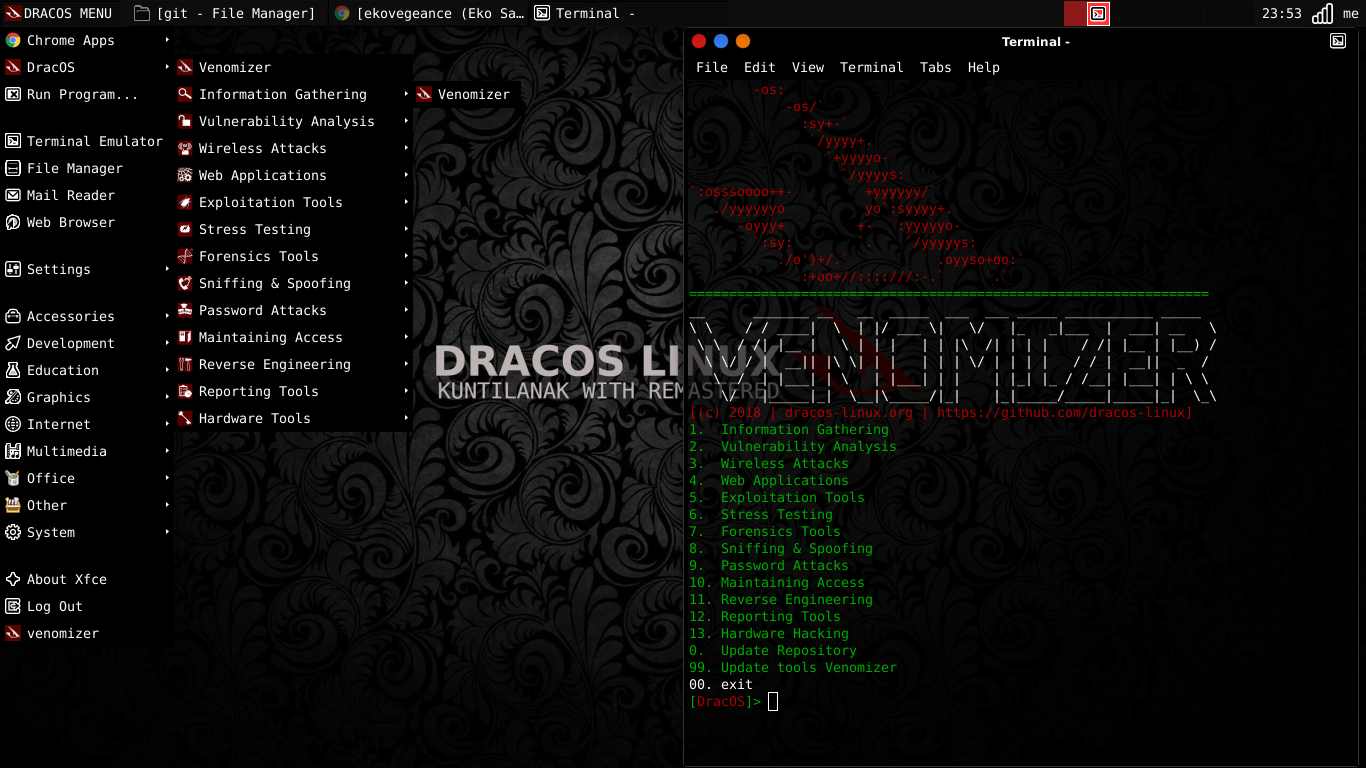 DRACOS MENU
[git - File Manager]
[ekovegeance (Eko Sa…
Terminal -
23:53
me
Chrome Apps
DracOS
Run Program...
Terminal Emulator
File Manager
Mail Reader
Web Browser
Settings
Accessories
Development
Education
Graphics
Internet
Multimedia
Office
Other
System
About Xfce
Log Out
venomizer
Venomizer
Information Gathering
Vulnerability Analysis
Wireless Attacks
Web Applications
Exploitation Tools
Stress Testing
Forensics Tools
Sniffing & Spoofing
Password Attacks
Maintaining Access
Reverse Engineering
Reporting Tools
Hardware Tools
Venomizer
DRACOS LINUX
KUNTILANAK WITH REMASTERED
Terminal -
File Edit View Terminal Tabs Help
VENOMIZER
[(c) 2018 | dracos-linux.org | https://github.com/dracos-linux]
1. Information Gathering
2. Vulnerability Analysis
3. Wireless Attacks
4. Web Applications
5. Exploitation Tools
6. Stress Testing
7. Forensics Tools
8. Sniffing & Spoofing
9. Password Attacks
10. Maintaining Access
11. Reverse Engineering
12. Reporting Tools
13. Hardware Hacking
0. Update Repository
99. Update tools Venomizer
00. exit
[DracOS]>